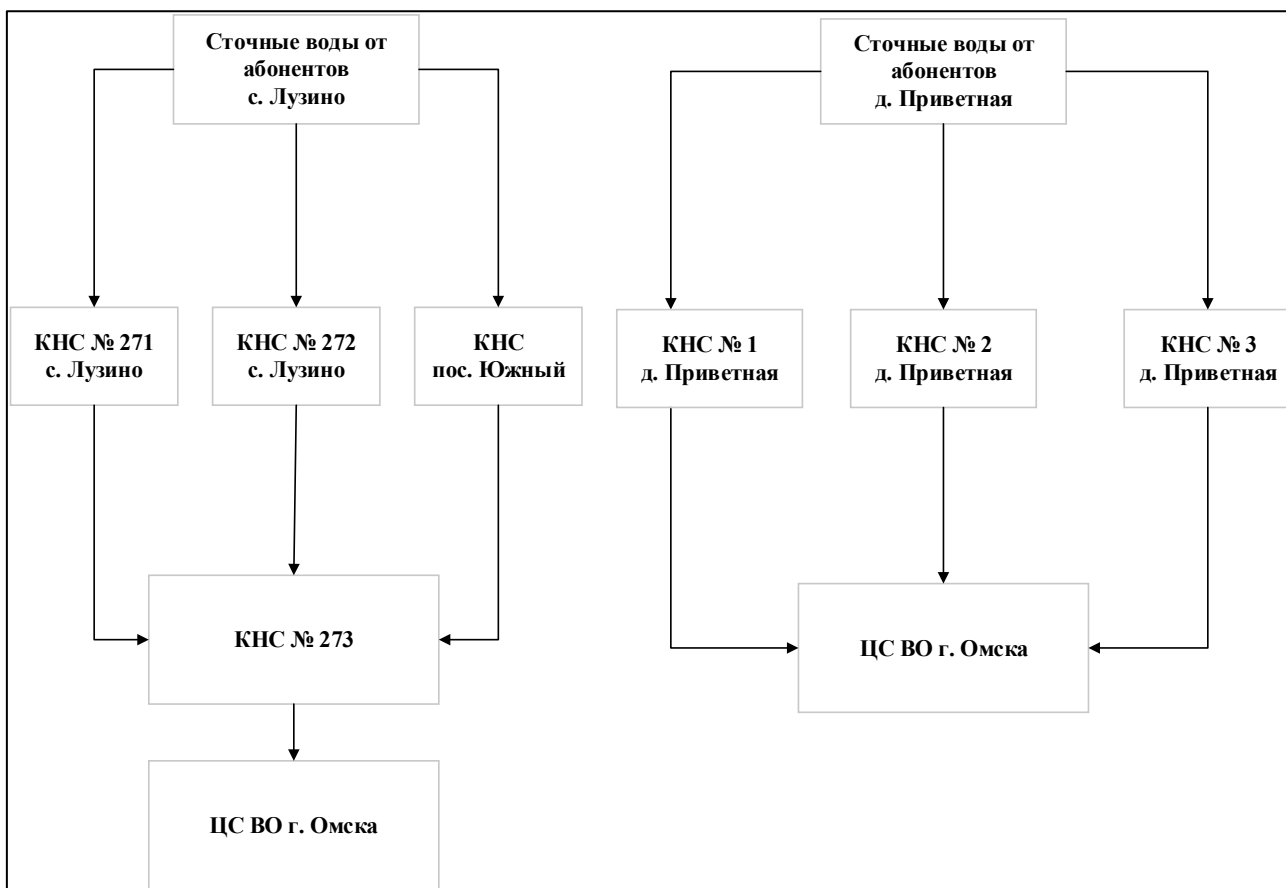 Сточные воды от
абонентов
с. Лузино
Сточные воды от
абонентов
д. Приветная
КНС № 271
с. Лузино
КНС № 272
с. Лузино
КНС
пос. Южный
КНС № 1
д. Приветная
КНС № 2
д. Приветная
КНС № 3
д. Приветная
КНС № 273
ЦС ВО г. Омска
ЦС ВО г. Омска